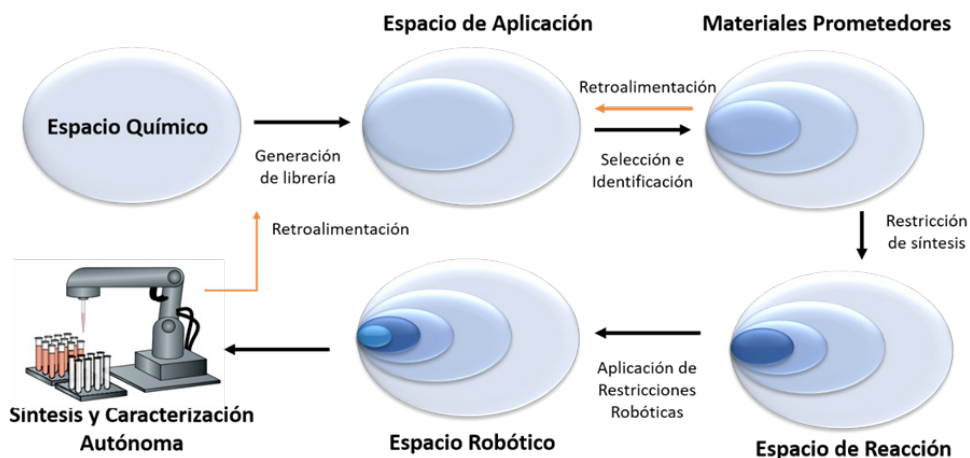 Espacio de Aplicación
Materiales Prometedores
Espacio Químico
Generación
de librería
Retroalimentación
Selección e
Identificación
Restricción
de síntesis
Retroalimentación
Aplicación de
Restricciones
Robóticas
Síntesis y Caracterización
Autónoma
Espacio Robótico
Espacio de Reacción